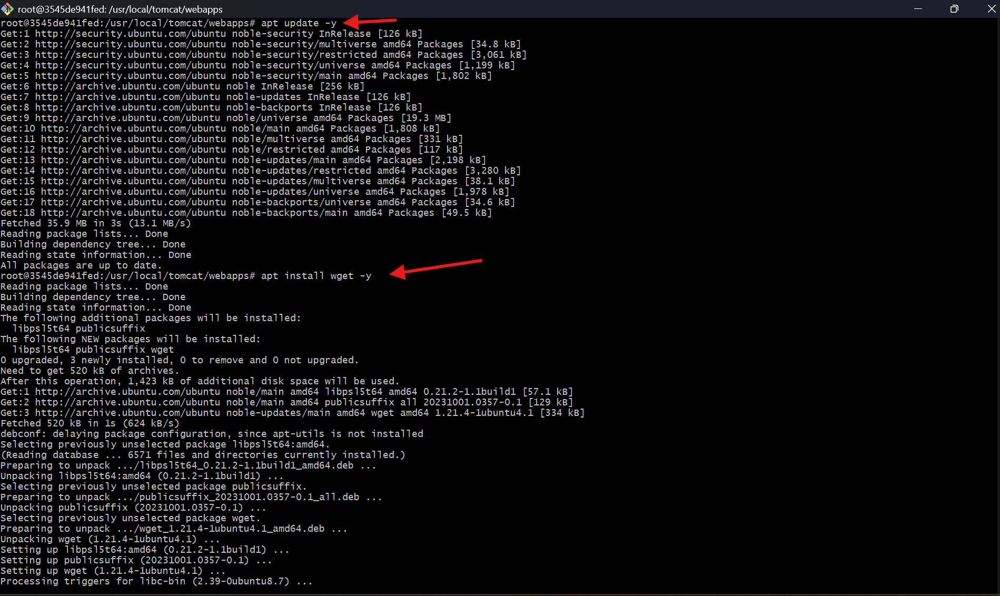 root@3545de941fed: /usr/local/tomcat/webapps
root@3545de941fed:/usr/local/tomcat/webapps# apt update -y
Get:1 http://security.ubuntu.com/ubuntu noble-security InRelease [126 kB]
Get:2 http://security.ubuntu.com/ubuntu noble-security/multiverse amd64 Packages [34.8 kB]
Get:3 http://security.ubuntu.com/ubuntu noble-security/restricted amd64 Packages [3,061 kB]
Get:4 http://security.ubuntu.com/ubuntu noble-security/universe amd64 Packages [1,199 kB]
Get:5 http://security.ubuntu.com/ubuntu noble-security/main amd64 Packages [1,802 kB]
Get:6 http://archive.ubuntu.com/ubuntu noble InRelease [256 kB]
Get:7 http://archive.ubuntu.com/ubuntu noble-updates InRelease [126 kB]
Get:8 http://archive.ubuntu.com/ubuntu noble-backports InRelease [126 kB]
Get:9 http://archive.ubuntu.com/ubuntu noble/universe amd64 Packages [19.3 MB]
Get:10 http://archive.ubuntu.com/ubuntu noble/main amd64 Packages [1,808 kB]
Get:11 http://archive.ubuntu.com/ubuntu noble/multiverse amd64 Packages [331 kB]
Get:12 http://archive.ubuntu.com/ubuntu noble/restricted amd64 Packages [117 kB]
Get:13 http://archive.ubuntu.com/ubuntu noble-updates/main amd64 Packages [2,198 kB]
Get:14 http://archive.ubuntu.com/ubuntu noble-updates/restricted amd64 Packages [3,280 kB]
Get:15 http://archive.ubuntu.com/ubuntu noble-updates/multiverse amd64 Packages [38.1 kB]
Get:16 http://archive.ubuntu.com/ubuntu noble-updates/universe amd64 Packages [1,978 kB]
Get:17 http://archive.ubuntu.com/ubuntu noble-backports/universe amd64 Packages [34.6 kB]
Get:18 http://archive.ubuntu.com/ubuntu noble-backports/main amd64 Packages [49.5 kB]
Fetched 35.9 MB in 3s (13.1 MB/s)
Reading package lists... Done
Building dependency tree... Done
Reading state information... Done
All packages are up to date.
root@3545de941fed:/usr/local/tomcat/webapps# apt install wget -y
Reading package lists... Done
Building dependency tree... Done
Reading state information... Done
The following additional packages will be installed:
  libpsl5t64 publicsuffix
The following NEW packages will be installed:
  libpsl5t64 publicsuffix wget
0 upgraded, 3 newly installed, 0 to remove and 0 not upgraded.
Need to get 520 kB of archives.
After this operation, 1,423 kB of additional disk space will be used.
Get:1 http://archive.ubuntu.com/ubuntu noble/main amd64 libpsl5t64 amd64 0.21.2-1.1build1 [57.1 kB]
Get:2 http://archive.ubuntu.com/ubuntu noble/main amd64 publicsuffix all 20231001.0357-0.1 [129 kB]
Get:3 http://archive.ubuntu.com/ubuntu noble-updates/main amd64 wget amd64 1.21.4-1ubuntu4.1 [334 kB]
Fetched 520 kB in 1s (624 kB/s)
debconf: delaying package configuration, since apt-utils is not installed
Selecting previously unselected package libpsl5t64:amd64.
(Reading database ... 6571 files and directories currently installed.)
Preparing to unpack .../libpsl5t64_0.21.2-1.1build1_amd64.deb ...
Unpacking libpsl5t64:amd64 (0.21.2-1.1build1) ...
Selecting previously unselected package publicsuffix.
Preparing to unpack .../publicsuffix_20231001.0357-0.1_all.deb ...
Unpacking publicsuffix (20231001.0357-0.1) ...
Selecting previously unselected package wget.
Preparing to unpack .../wget_1.21.4-1ubuntu4.1_amd64.deb ...
Unpacking wget (1.21.4-1ubuntu4.1) ...
Setting up libpsl5t64:amd64 (0.21.2-1.1build1) ...
Setting up publicsuffix (20231001.0357-0.1) ...
Setting up wget (1.21.4-1ubuntu4.1) ...
Processing triggers for libc-bin (2.39-0ubuntu8.7) ...